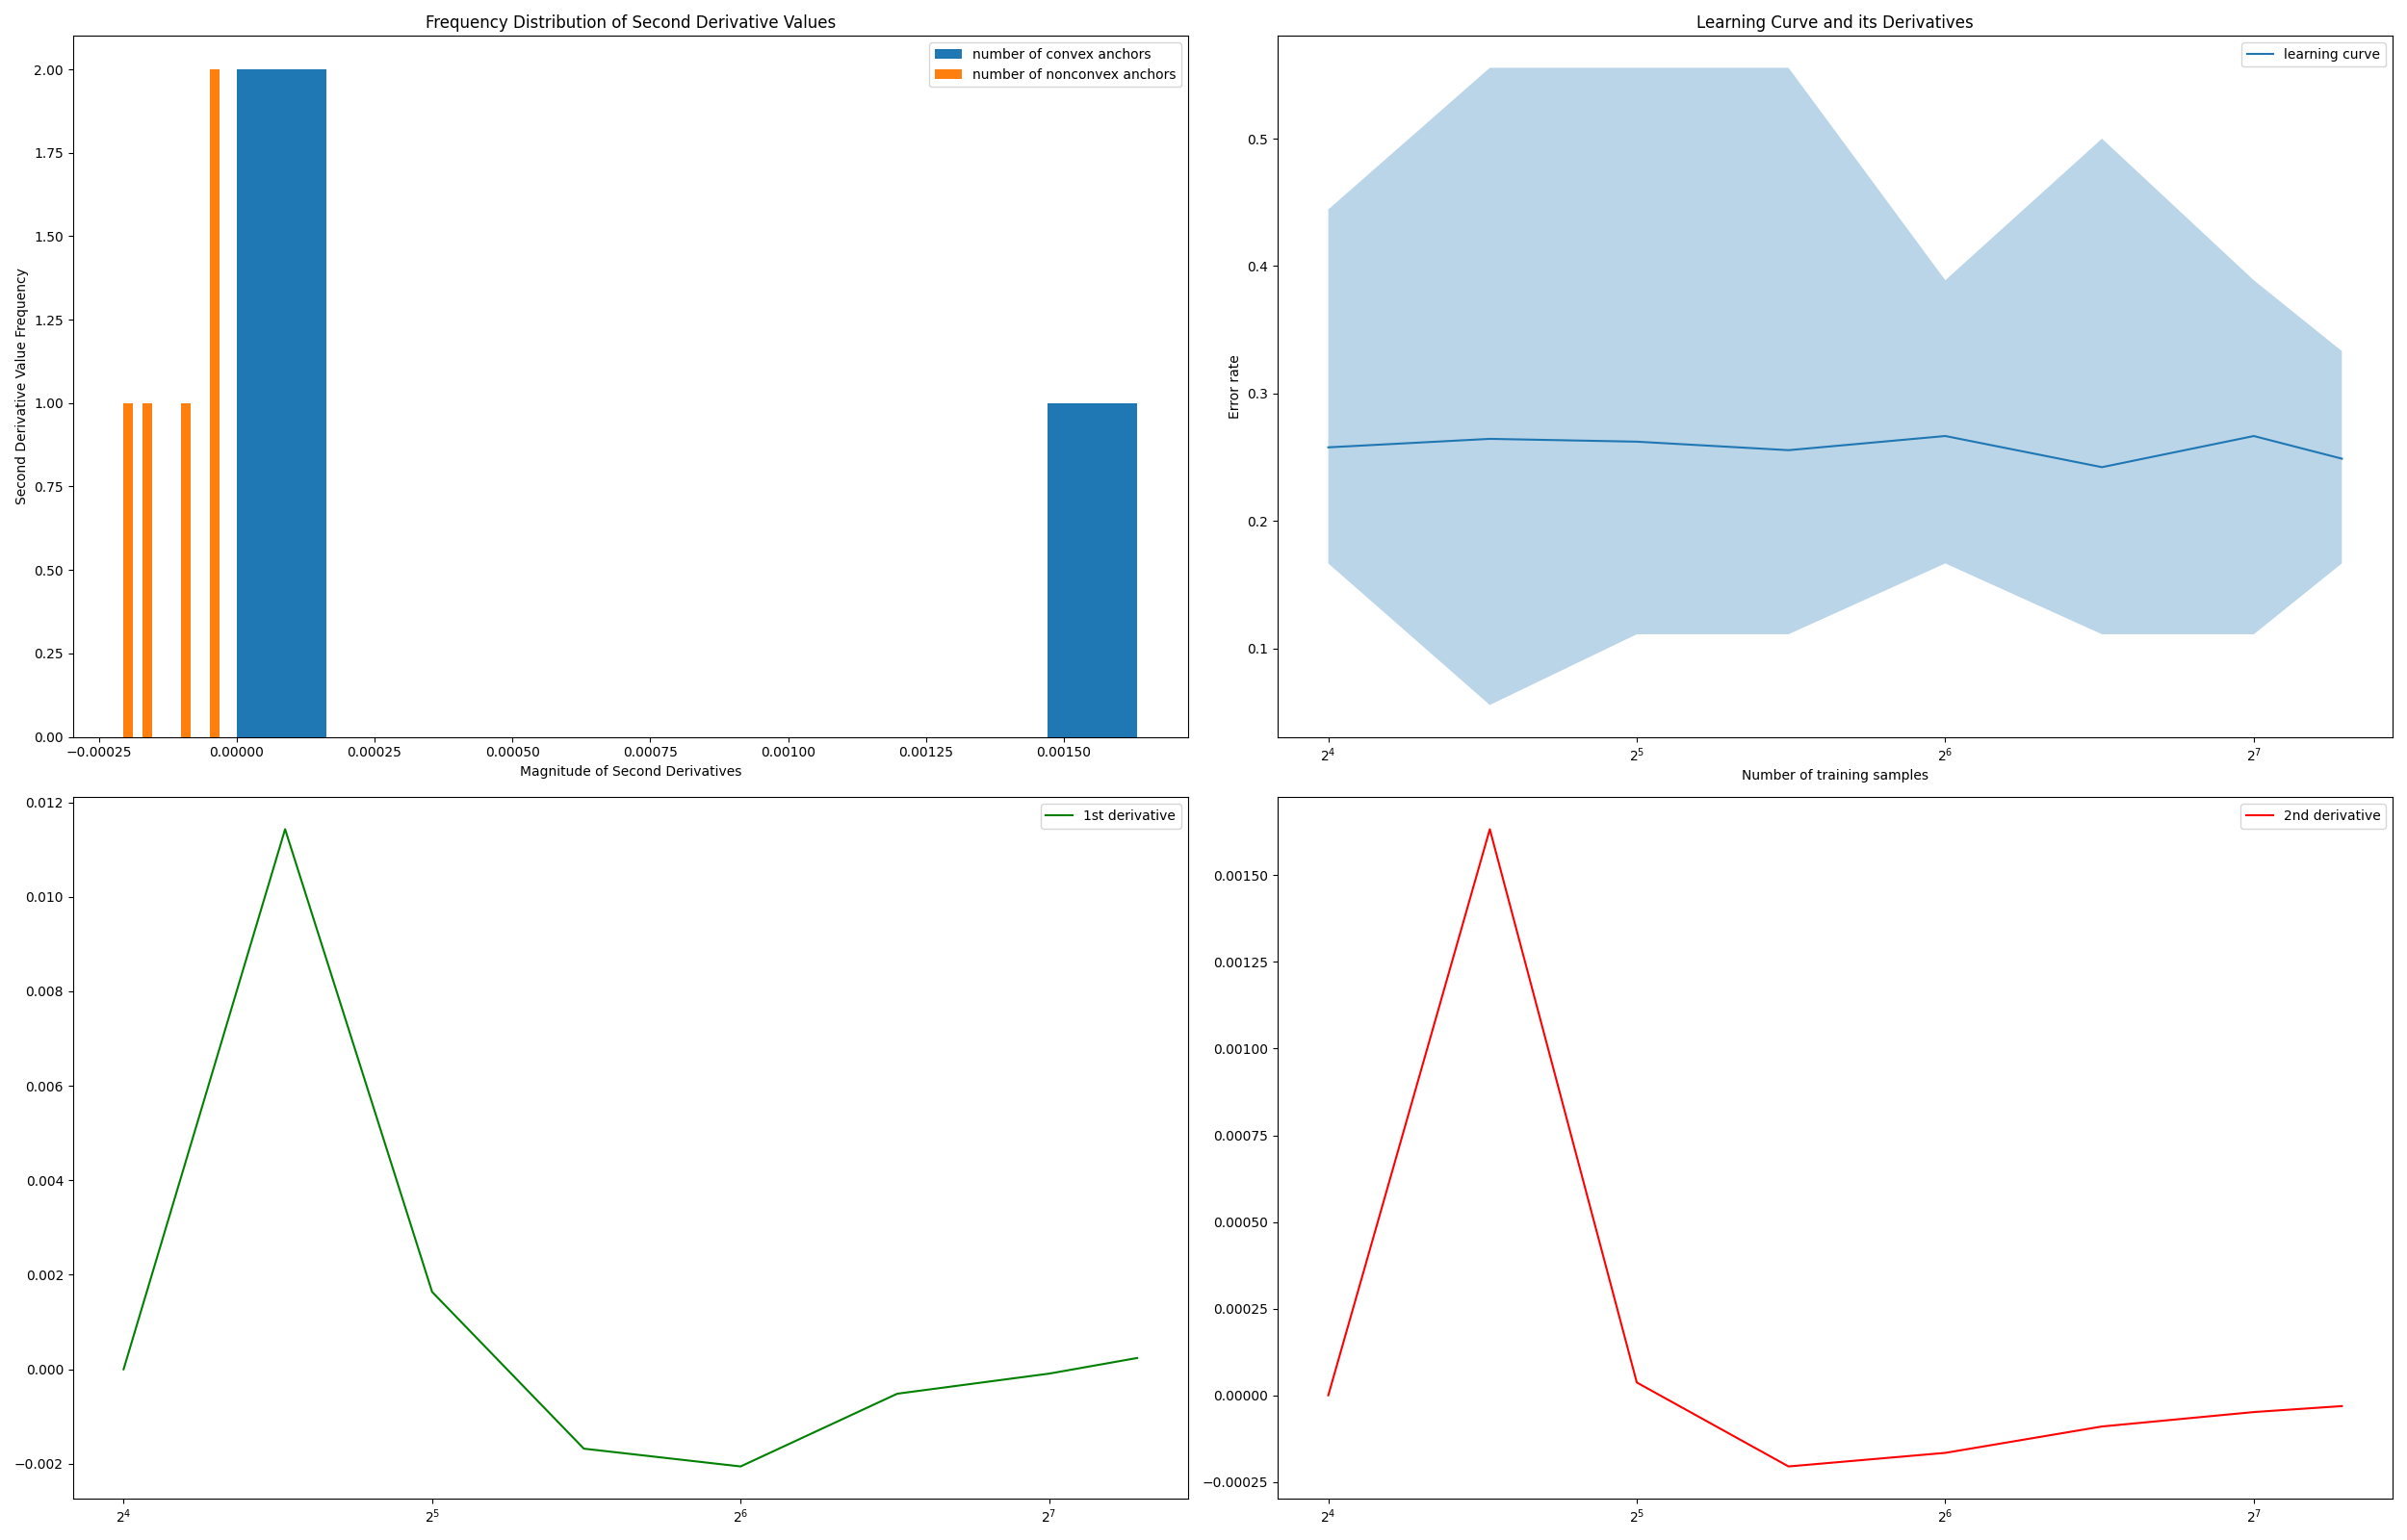 Frequency Distribution of Second Derivative Values
number of convex anchors
number of nonconvex anchors
Second Derivative Value Frequency
2.00
1.75
1.50
1.25
1.00
0.75
0.50
0.25
0.00
−0.00025 0.00000 0.00025 0.00050 0.00075 0.00100 0.00125 0.00150
Magnitude of Second Derivatives
Learning Curve and its Derivatives
learning curve
Error rate
0.5
0.4
0.3
0.2
0.1
2⁴ 2⁵ 2⁶ 2⁷
Number of training samples
1st derivative
0.012
0.010
0.008
0.006
0.004
0.002
0.000
−0.002
2⁴ 2⁵ 2⁶ 2⁷
2nd derivative
0.00150
0.00125
0.00100
0.00075
0.00050
0.00025
0.00000
−0.00025
2⁴ 2⁵ 2⁶ 2⁷